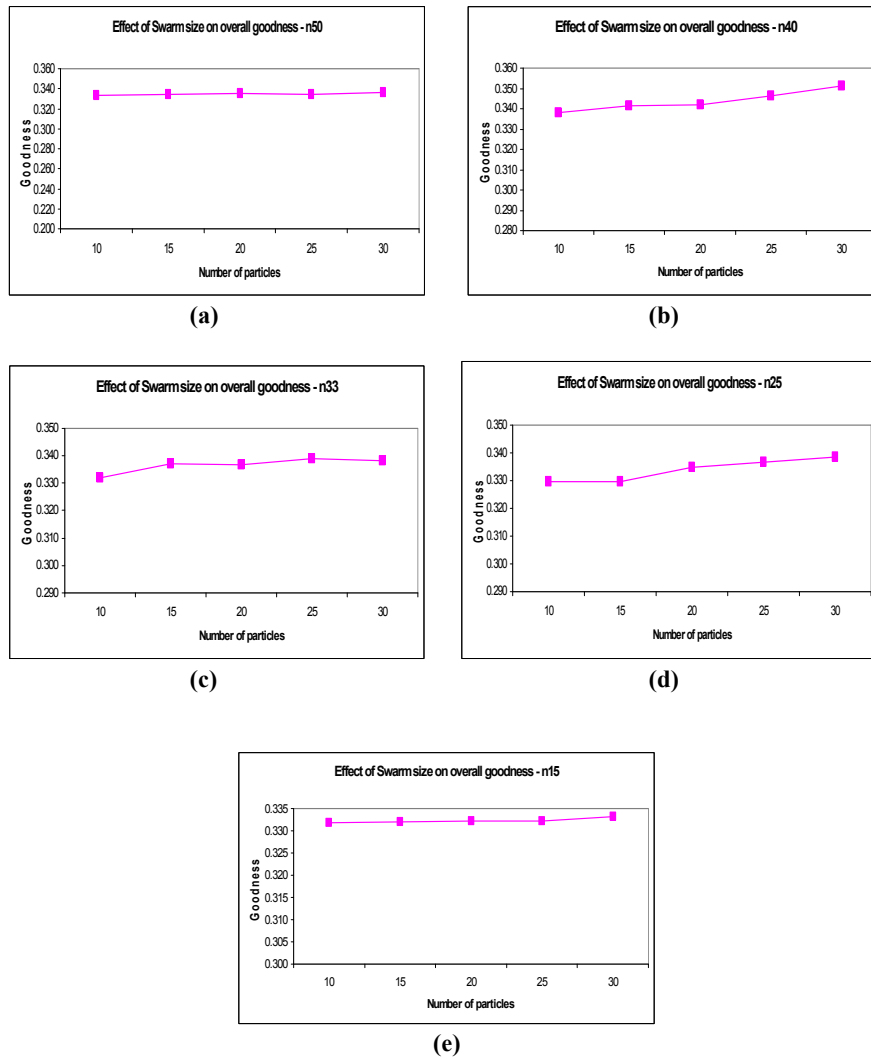 Effect of Swarm size on overall goodness - n50
0.360
0.340
0.320
0.300
0.280
0.260
0.240
0.220
0.200
Goodness
10 15 20 25 30
Number of particles
(a)
Effect of Swarm size on overall goodness - n40
0.360
0.350
0.340
0.330
0.320
0.310
0.300
0.290
0.280
Goodness
10 15 20 25 30
Number of particles
(b)
Effect of Swarm size on overall goodness - n33
0.350
0.340
0.330
0.320
0.310
0.300
0.290
Goodness
10 15 20 25 30
Number of particles
(c)
Effect of Swarm size on overall goodness - n25
0.350
0.340
0.330
0.320
0.310
0.300
0.290
Goodness
10 15 20 25 30
Number of particles
(d)
Effect of Swarm size on overall goodness - n15
0.335
0.330
0.325
0.320
0.315
0.310
0.305
0.300
Goodness
10 15 20 25 30
Number of particles
(e)